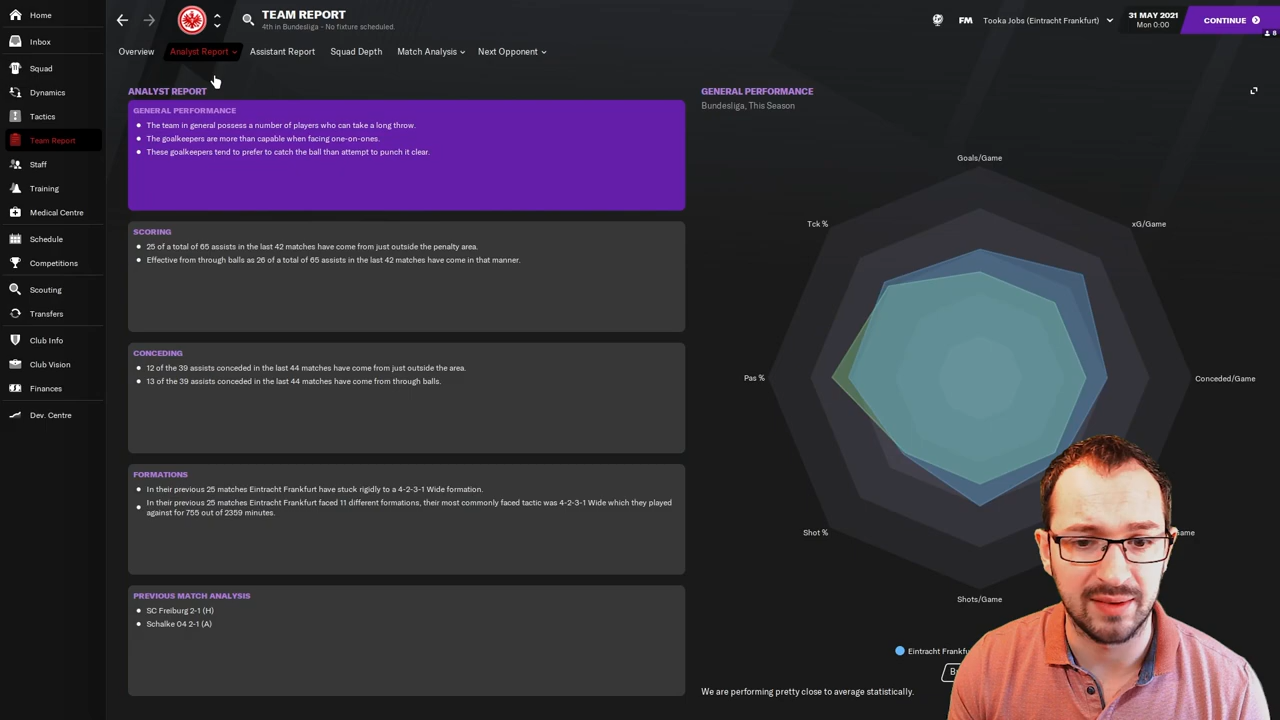 Home
TEAM REPORT
4th in Bundesliga - No fixture scheduled.
FM
Tooka Jobs (Eintracht Frankfurt)
31 MAY 2021
Mon 0:00
CONTINUE
8
Inbox
Squad
Dynamics
Tactics
Team Report
Staff
Training
Medical Centre
Schedule
Competitions
Scouting
Transfers
Club Info
Club Vision
Finances
Dev. Centre
Overview
Analyst Report
Assistant Report
Squad Depth
Match Analysis
Next Opponent
ANALYST REPORT
GENERAL PERFORMANCE
The team in general possess a number of players who can take a long throw.
The goalkeepers are more than capable when facing one-on-ones.
These goalkeepers tend to prefer to catch the ball than attempt to punch it clear.
SCORING
25 of a total of 65 assists in the last 42 matches have come from just outside the penalty area.
Effective from through balls as 26 of a total of 65 assists in the last 42 matches have come in that manner.
CONCEDING
12 of the 39 assists conceded in the last 44 matches have come from just outside the area.
13 of the 39 assists conceded in the last 44 matches have come from through balls.
FORMATIONS
In their previous 25 matches Eintracht Frankfurt have stuck rigidly to a 4-2-3-1 Wide formation.
In their previous 25 matches Eintracht Frankfurt faced 11 different formations, their most commonly faced tactic was 4-2-3-1 Wide which they played
against for 755 out of 2359 minutes.
PREVIOUS MATCH ANALYSIS
SC Freiburg 2-1 (H)
Schalke 04 2-1 (A)
GENERAL PERFORMANCE
Bundesliga, This Season
Goals/Game
Tck %
xG/Game
Pas %
Conceded/Game
Shot %
Shots/Game
Eintracht Frankf
We are performing pretty close to average statistically.